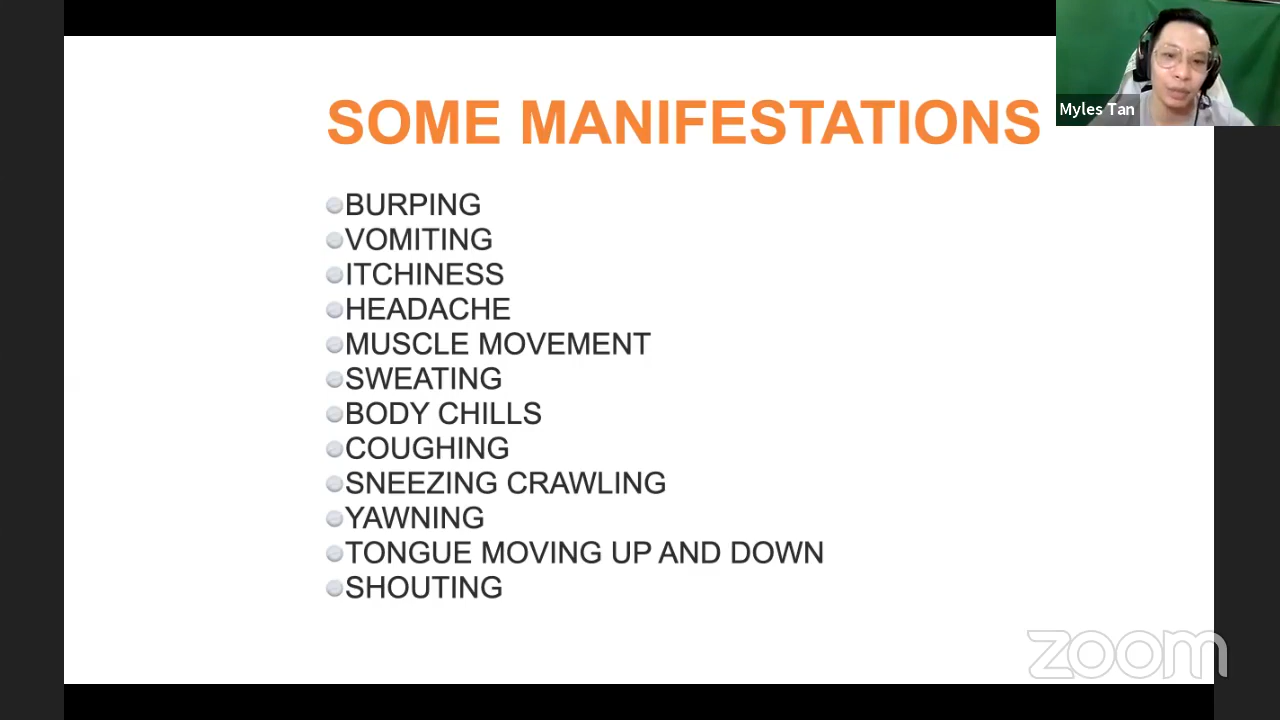 SOME MANIFESTATIONS
Myles Tan
BURPING
VOMITING
ITCHINESS
HEADACHE
MUSCLE MOVEMENT
SWEATING
BODY CHILLS
COUGHING
SNEEZING CRAWLING
YAWNING
TONGUE MOVING UP AND DOWN
SHOUTING
zoom